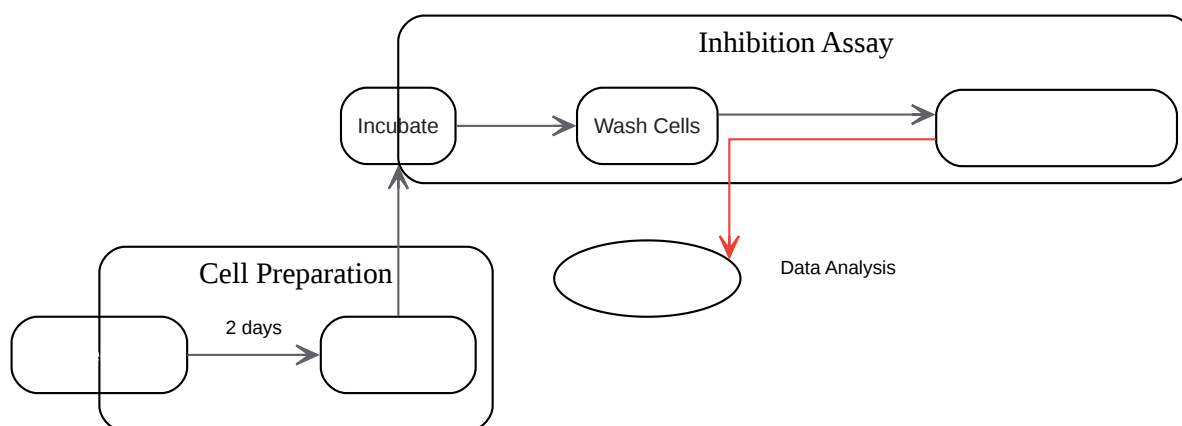 Inhibition Assay
Incubate
Wash Cells
Cell Preparation
Data Analysis
2 days